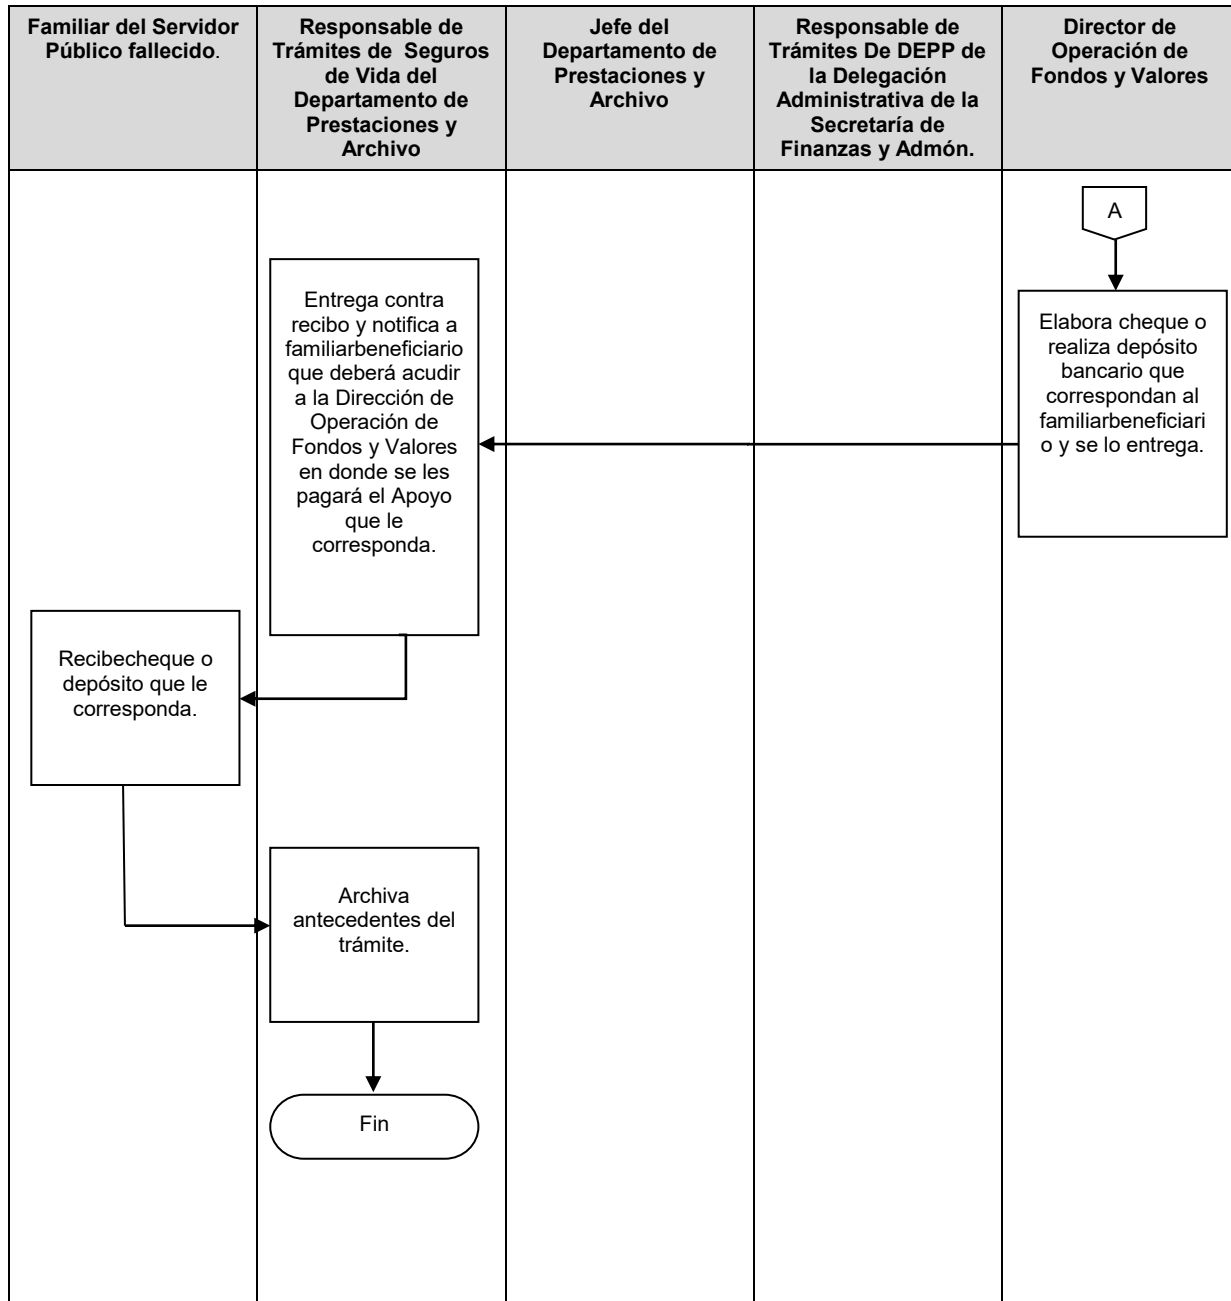 Familiar del Servidor
Público fallecido.
Responsable de
Trámites de Seguros
de Vida del
Departamento de
Prestaciones y
Archivo
Jefe del
Departamento de
Prestaciones y
Archivo
Responsable de
Trámites De DEPP de
la Delegación
Administrativa de la
Secretaría de
Finanzas y Admón.
Director de
Operación de
Fondos y Valores
A
Elabora cheque o
realiza depósito
bancario que
correspondan al
familiarbeneficiari
o y se lo entrega.
Entrega contra
recibo y notifica a
familiarbeneficiario
que deberá acudir
a la Dirección de
Operación de
Fondos y Valores
en donde se les
pagará el Apoyo
que le
corresponda.
Recibecheque o
depósito que le
corresponda.
Archiva
antecedentes del
trámite.
Fin